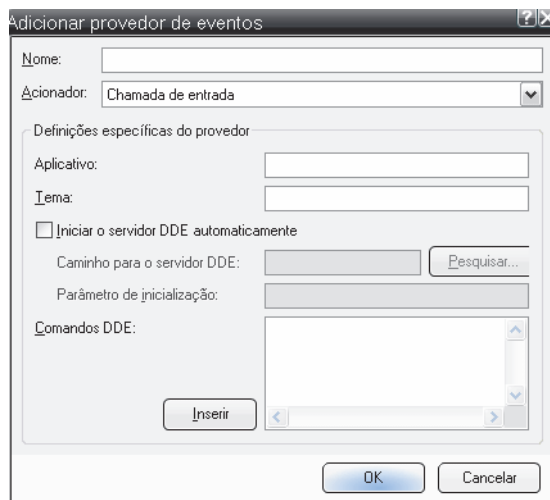 Adicionar provedor de eventos
Nome:
Acionador: Chamada de entrada
Definições específicas do provedor
Aplicativo:
Tema:
Iniciar o servidor DDE automaticamente
Caminho para o servidor DDE: Pesquisar...
Parâmetro de inicialização:
Comandos DDE:
Inserir
OK Cancelar